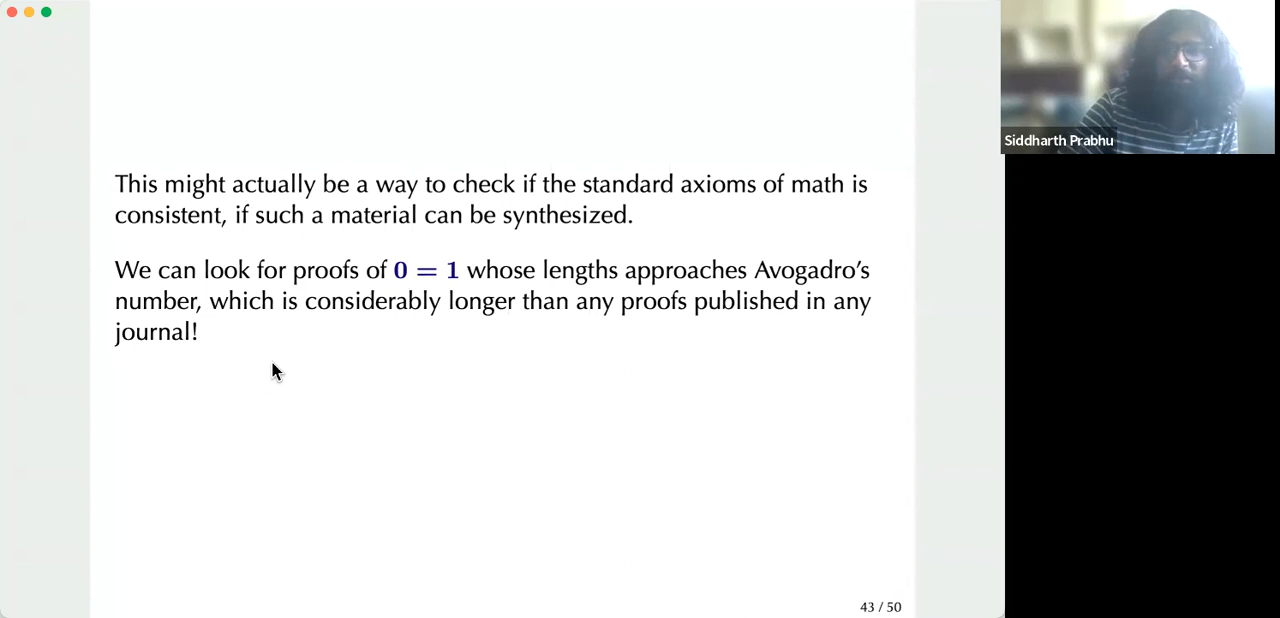 This might actually be a way to check if the standard axioms of math is
consistent, if such a material can be synthesized.
We can look for proofs of 0 = 1 whose lengths approaches Avogadro's
number, which is considerably longer than any proofs published in any
journal!
43 / 50
Siddharth Prabhu